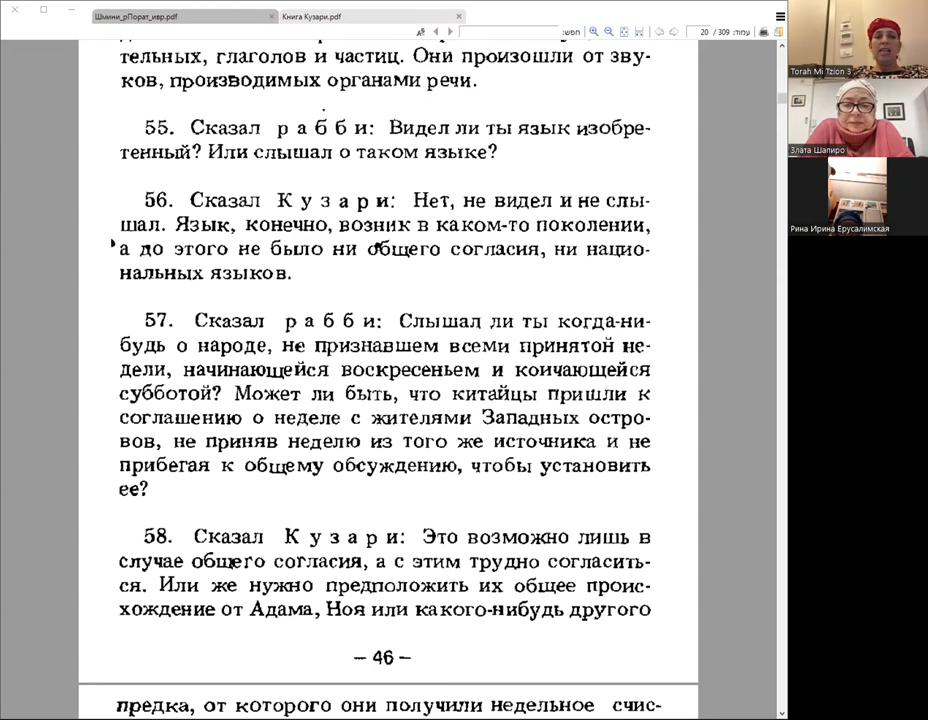 Шмини_рПорат_ивр.pdf
Книга Кузари.pdf
חפש:
עמוד: 20 / 309
тельных, глаголов и частиц. Они произошли от зву-
ков, производимых органами речи.
55. Сказал рабби: Видел ли ты язык изобре-
тенный? Или слышал о таком языке?
56. Сказал Кузари: Нет, не видел и не слы-
шал. Язык, конечно, возник в каком-то поколении,
а до этого не было ни общего согласия, ни нацио-
нальных языков.
57. Сказал рабби: Слышал ли ты когда-ни-
будь о народе, не признавшем всеми принятой не-
дели, начинающейся воскресеньем и коичающейся
субботой? Может ли быть, что китайцы пришли к
соглашению о неделе с жителями Западных остро-
вов, не приняв неделю из того же источника и не
прибегая к общему обсуждению, чтобы установить
ее?
58. Сказал Кузари: Это возможно лишь в
случае общего согласия, а с этим трудно согласить-
ся. Или же нужно предположить их общее проис-
хождение от Адама, Ноя или какого-нибудь другого
– 46 –
предка, от которого они получили недельное счис-
Torah Mi Tzion 3
Злата Шапиро
Рина Ирина Ерусалимская